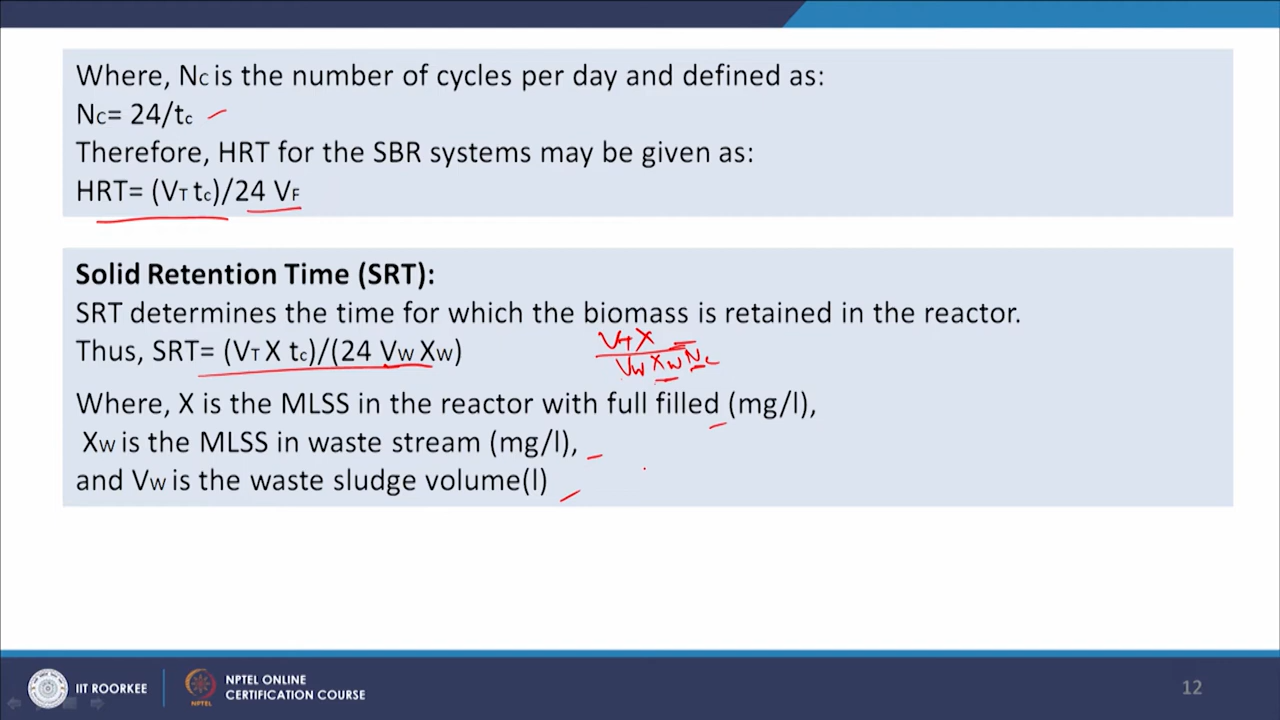 Where, Nc is the number of cycles per day and defined as:
Nc= 24/tc
Therefore, HRT for the SBR systems may be given as:
HRT= (VT tc)/24 VF
Solid Retention Time (SRT):
SRT determines the time for which the biomass is retained in the reactor.
VT X
Thus, SRT= (VT X tc)/(24 VW XW)
VW XW Nc
Where, X is the MLSS in the reactor with full filled (mg/l),
XW is the MLSS in waste stream (mg/l),
and VW is the waste sludge volume(l)
IIT ROORKEE
NPTEL
NPTEL ONLINE
CERTIFICATION COURSE
12